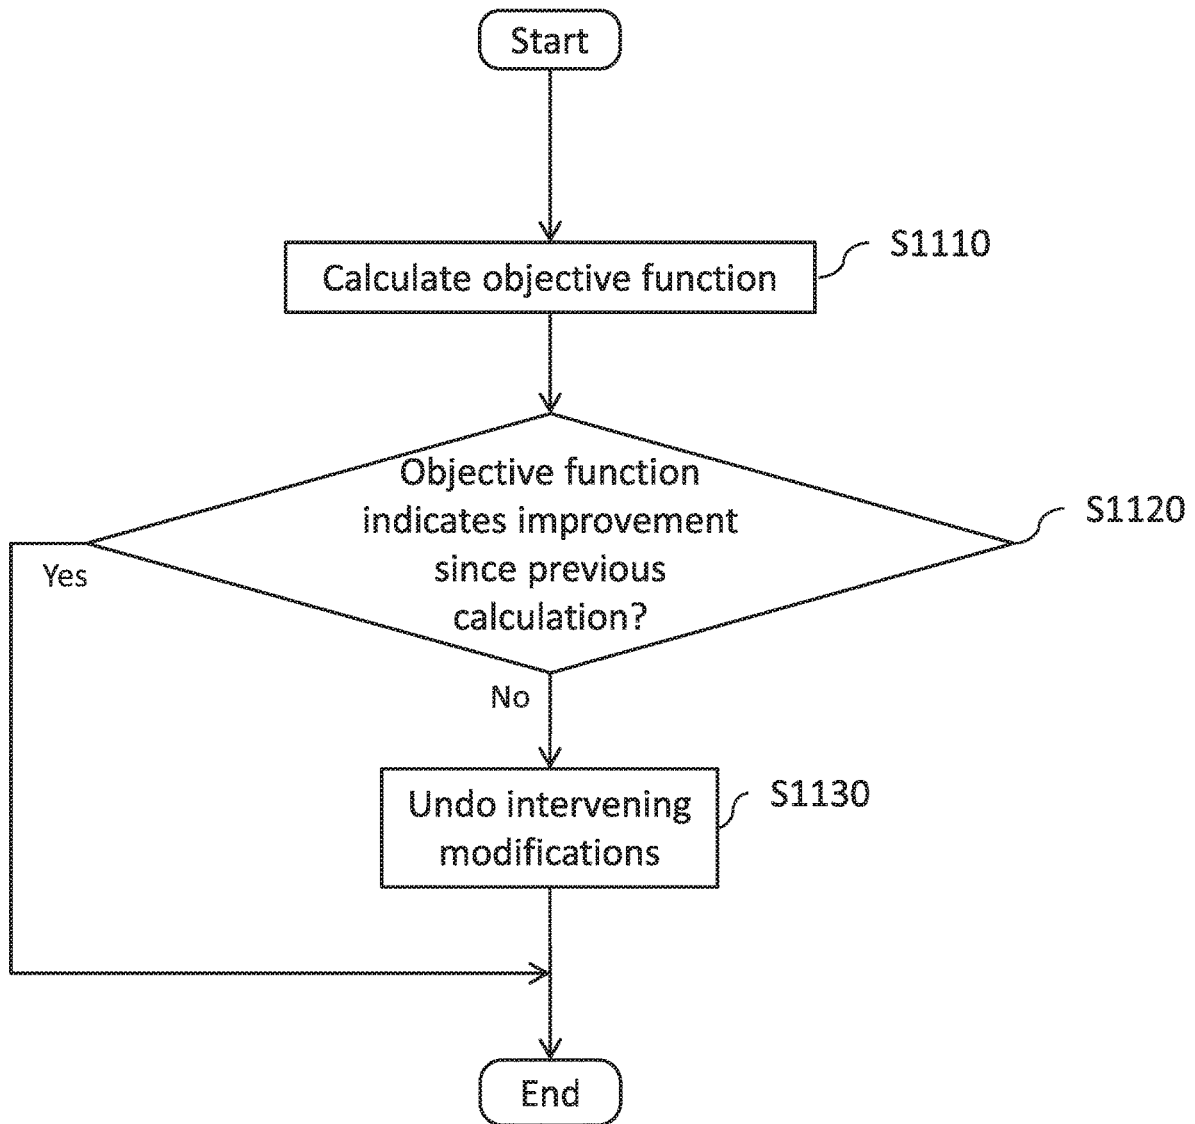 Start
Calculate objective function
S1110
Objective function
indicates improvement
since previous
calculation?
S1120
Yes
No
Undo intervening
modifications
S1130
End